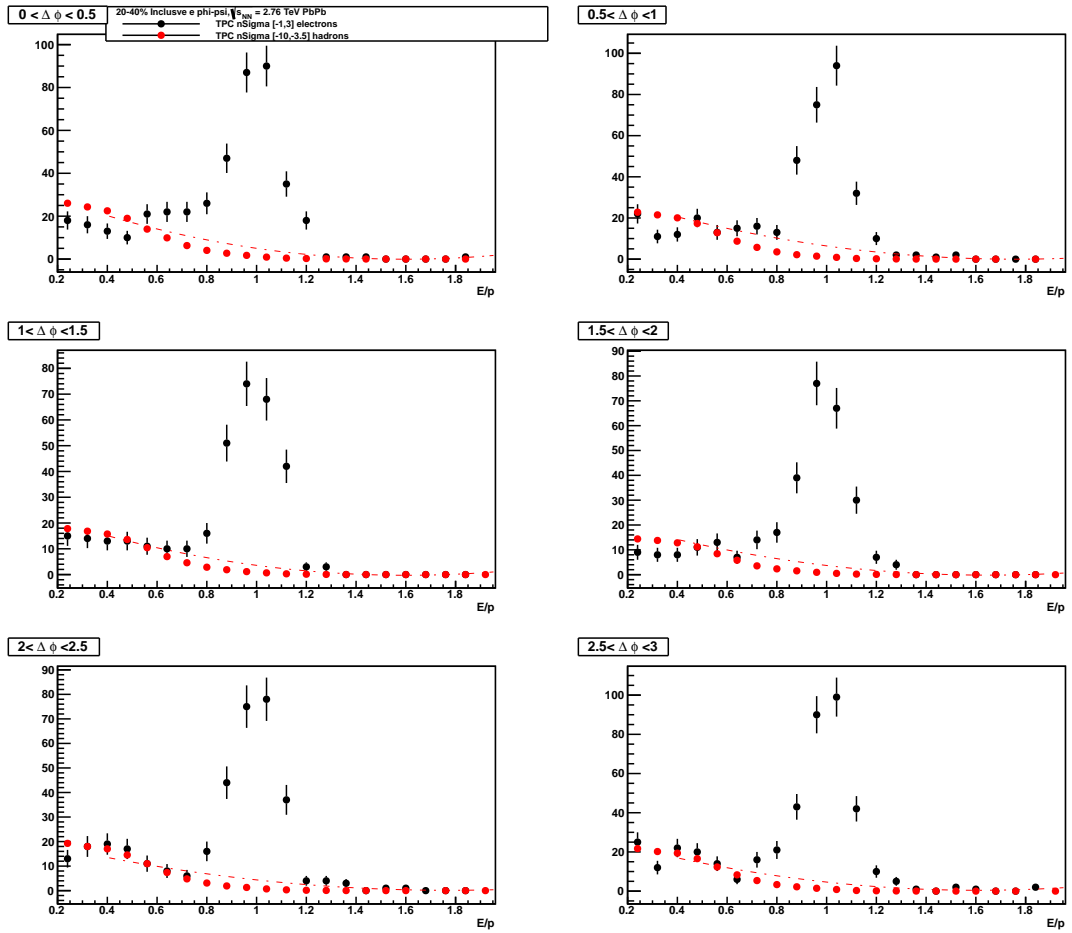 0 < Δ ϕ < 0.5
20-40% Inclusve e phi-psi, √s_NN = 2.76 TeV PbPb
TPC nSigma [-1,3] electrons
TPC nSigma [-10,-3.5] hadrons
100
80
60
40
20
0
0.2 0.4 0.6 0.8 1 1.2 1.4 1.6 1.8
E/p
0.5< Δ ϕ <1
100
80
60
40
20
0
0.2 0.4 0.6 0.8 1 1.2 1.4 1.6 1.8
E/p
1< Δ ϕ <1.5
80
70
60
50
40
30
20
10
0
0.2 0.4 0.6 0.8 1 1.2 1.4 1.6 1.8
E/p
1.5< Δ ϕ <2
90
80
70
60
50
40
30
20
10
0
0.2 0.4 0.6 0.8 1 1.2 1.4 1.6 1.8
E/p
2< Δ ϕ <2.5
90
80
70
60
50
40
30
20
10
0
0.2 0.4 0.6 0.8 1 1.2 1.4 1.6 1.8
E/p
2.5< Δ ϕ <3
100
80
60
40
20
0
0.2 0.4 0.6 0.8 1 1.2 1.4 1.6 1.8
E/p